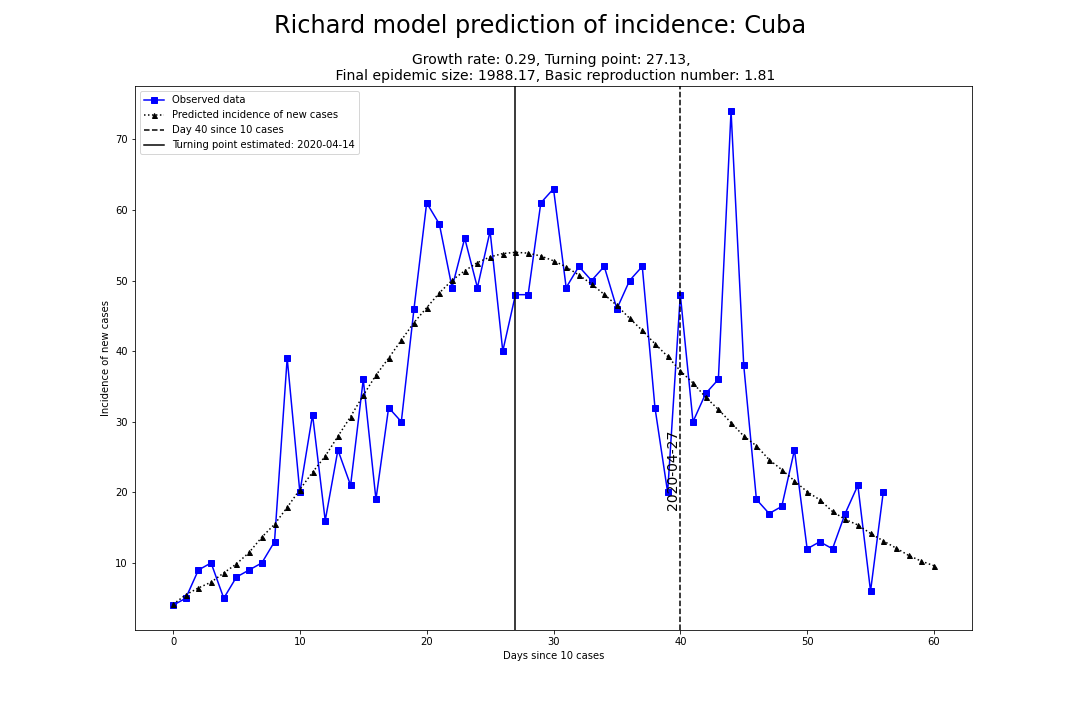 Richard model prediction of incidence: Cuba
Growth rate: 0.29, Turning point: 27.13,
Final epidemic size: 1988.17, Basic reproduction number: 1.81
Observed data
Predicted incidence of new cases
Day 40 since 10 cases
Turning point estimated: 2020-04-14
70
60
50
40
30
20
10
Incidence of new cases
2020-04-27
0
10
20
30
40
50
60
Days since 10 cases